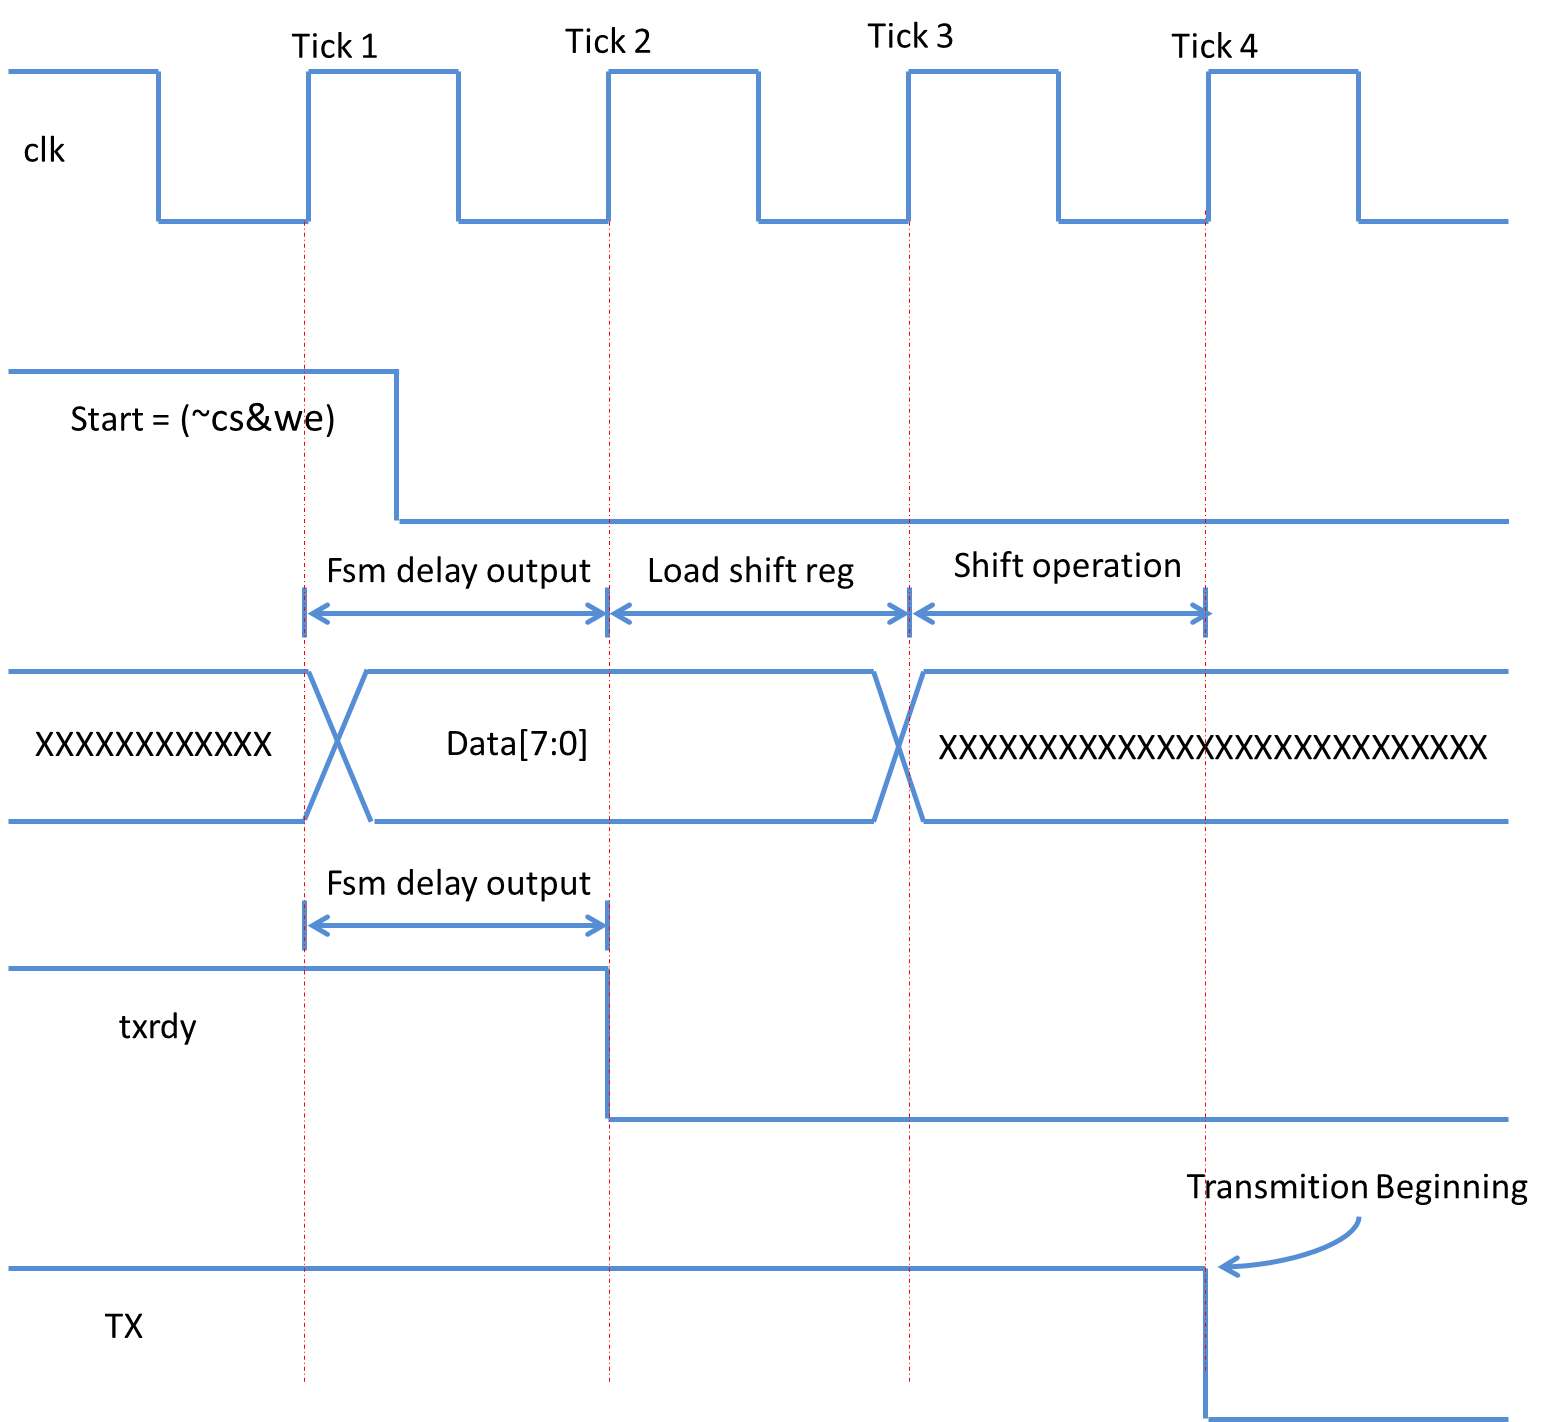 Tick 1
Tick 2
Tick 3
Tick 4
clk
Start = (~cs&we)
Fsm delay output
Load shift reg
Shift operation
XXXXXXXXXXXX
Data[7:0]
XXXXXXXXXXXXXXXXXXXXXXXXXXX
Fsm delay output
txrdy
Transmition Beginning
TX